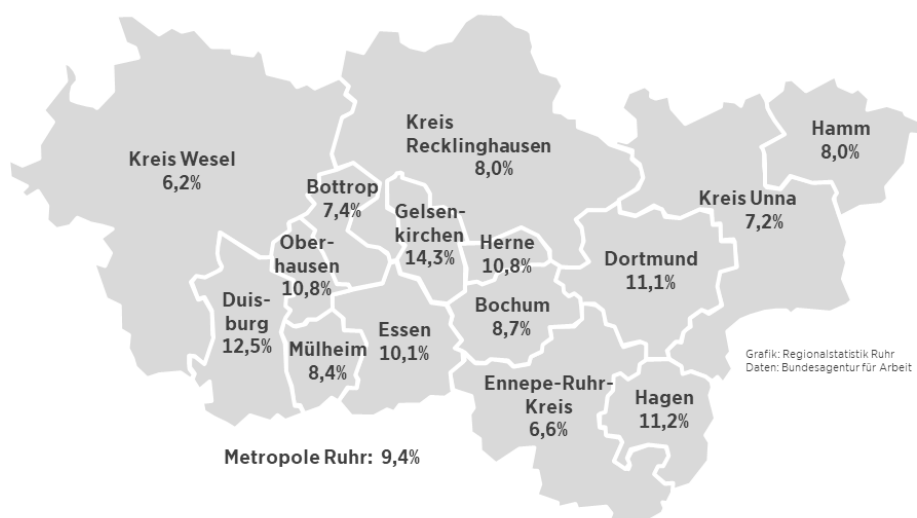 Kreis Wesel
6,2%
Kreis
Recklinghausen
8,0%
Hamm
8,0%
Bottrop
7,4%
Kreis Unna
7,2%
Gelsen-
kirchen
14,3%
Ober-
hausen
10,8%
Herne
10,8%
Dortmund
11,1%
Duis-
burg
12,5%
Mülheim
8,4%
Essen
10,1%
Bochum
8,7%
Grafik: Regionalstatistik Ruhr
Daten: Bundesagentur für Arbeit
Ennepe-Ruhr-
Kreis
6,6%
Hagen
11,2%
Metropole Ruhr: 9,4%